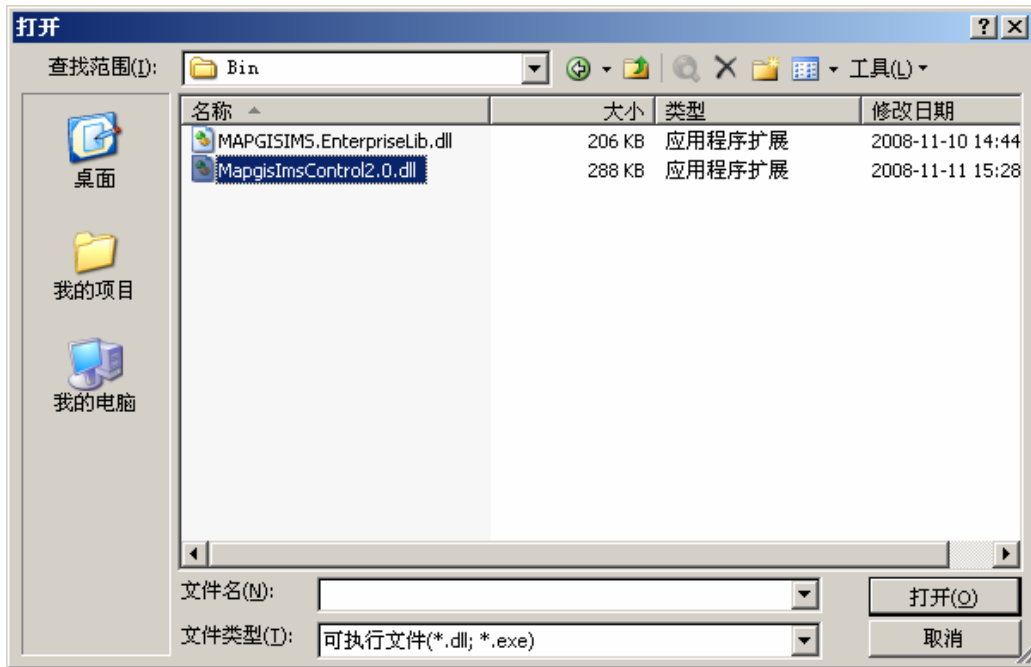 打开
查找范围(I): Bin 工具(L)
名称 大小 类型 修改日期
MAPGISIMS.EnterpriseLib.dll 206 KB 应用程序扩展 2008-11-10 14:44
MapgisImsControl2.0.dll 288 KB 应用程序扩展 2008-11-11 15:28
桌面
我的项目
我的电脑
文件名(N): 打开(O)
文件类型(T): 可执行文件(*.dll; *.exe) 取消